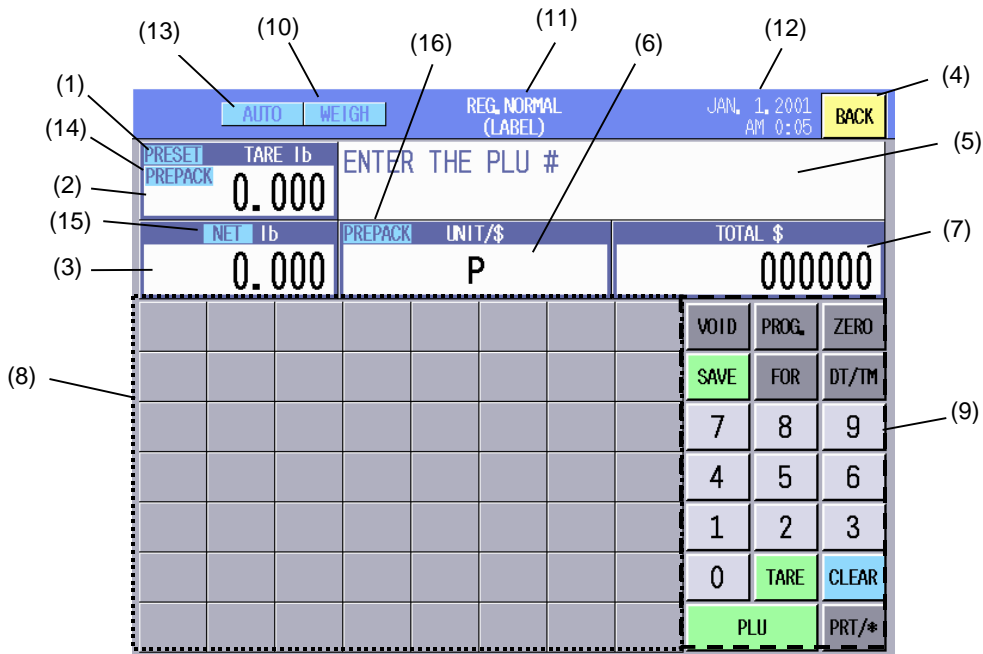 (13) (10) (16) (11) (6) (12)
(1) (4)
AUTO WEIGH REG. NORMAL JAN. 1, 2001 BACK
(LABEL) AM 0:05
(14) PRESET TARE lb ENTER THE PLU # (5)
(2) PREPACK 0.000
(15) NET lb PREPACK UNIT/$ TOTAL $ (7)
(3) 0.000 P 000000
VOID PROG. ZERO
(8) SAVE FOR DT/TM
7 8 9 (9)
4 5 6
1 2 3
0 TARE CLEAR
PLU PRT/*